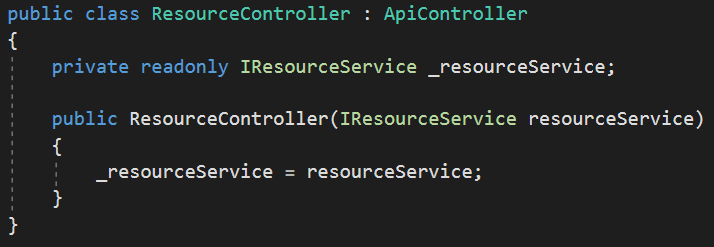 public class ResourceController : ApiController
{
    private readonly IResourceService _resourceService;

    public ResourceController(IResourceService resourceService)
    {
        _resourceService = resourceService;
    }
}